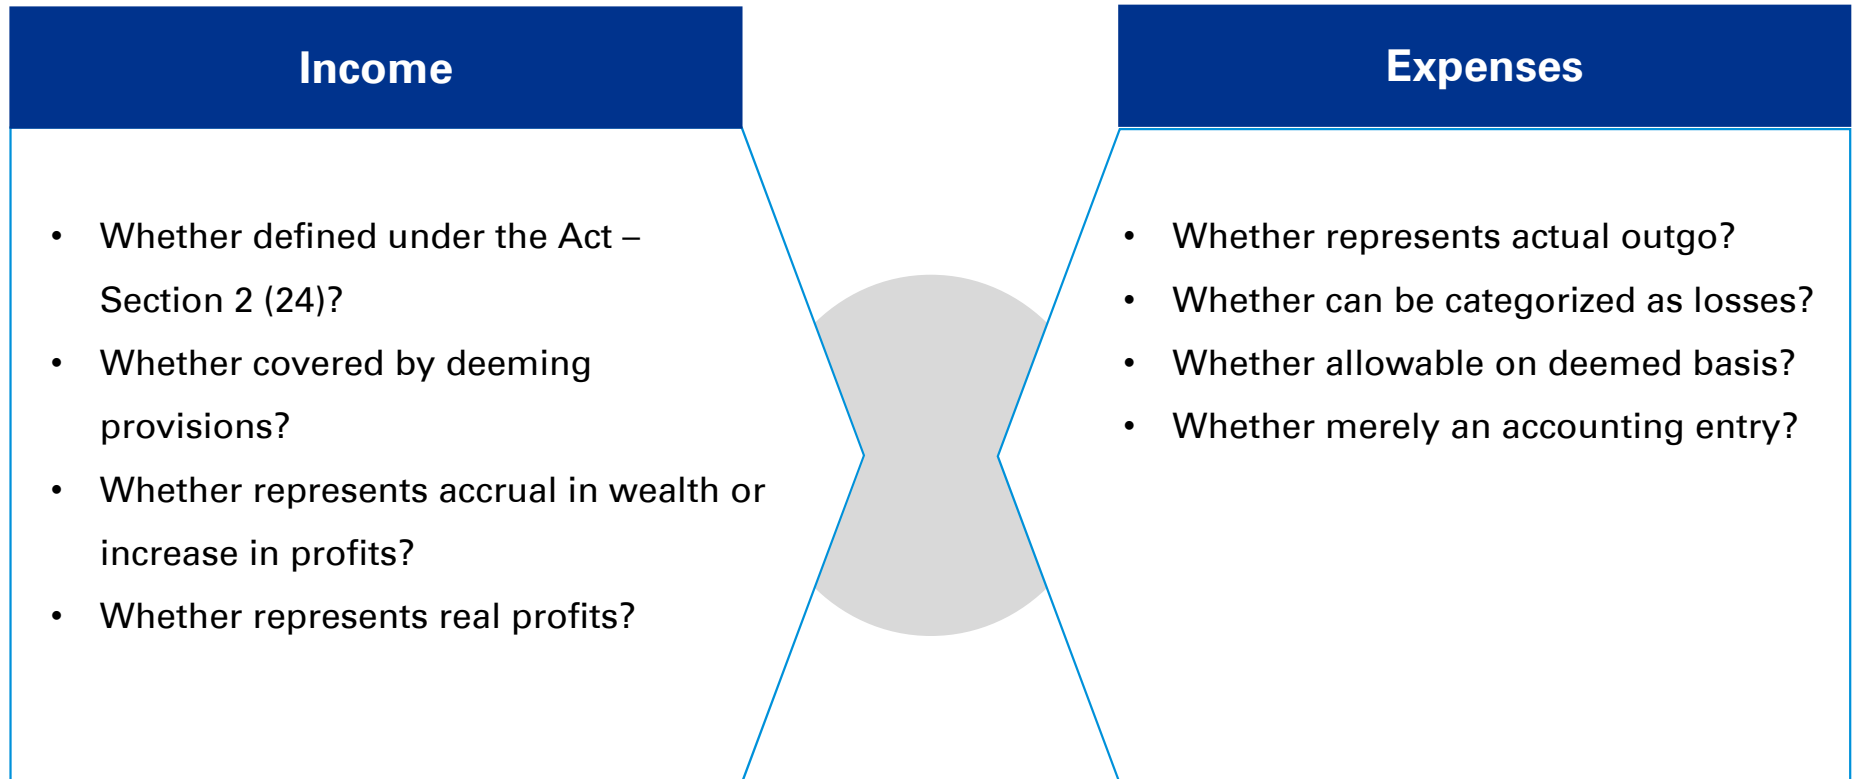 Income
• Whether defined under the Act –
Section 2 (24)?
• Whether covered by deeming
provisions?
• Whether represents accrual in wealth or
increase in profits?
• Whether represents real profits?
Expenses
• Whether represents actual outgo?
• Whether can be categorized as losses?
• Whether allowable on deemed basis?
• Whether merely an accounting entry?